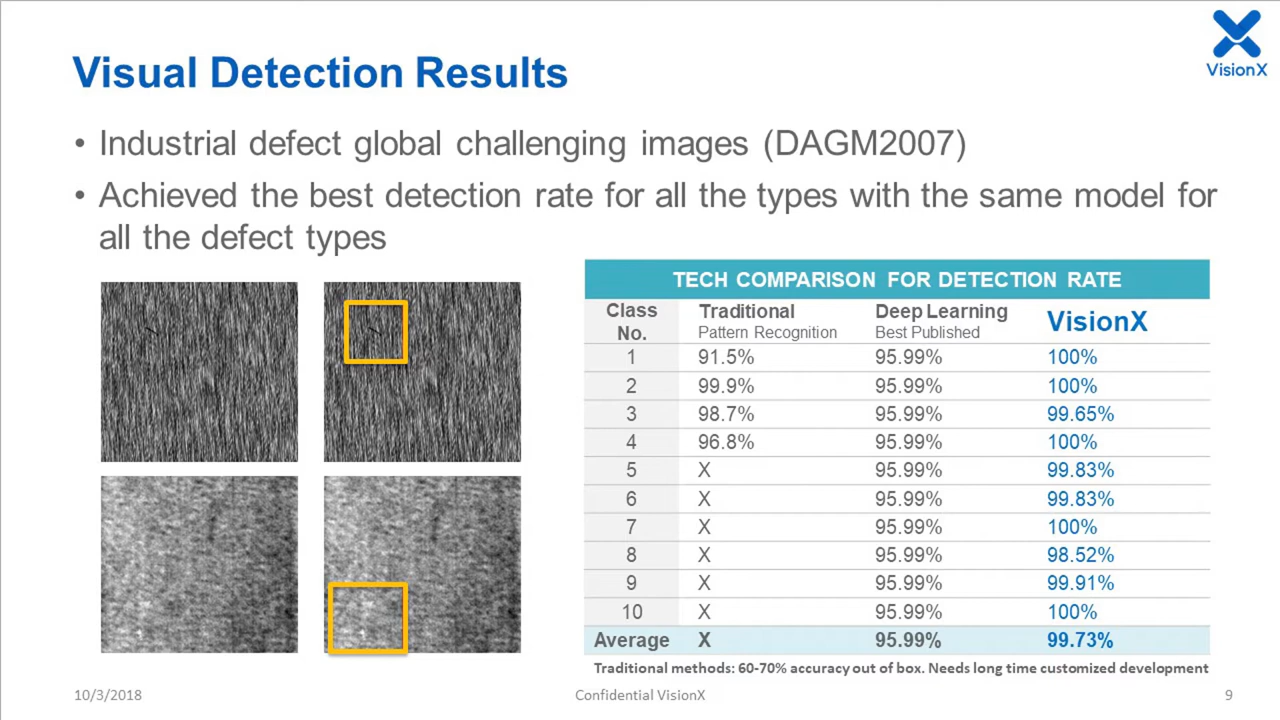 VisionX
Visual Detection Results
• Industrial defect global challenging images (DAGM2007)
• Achieved the best detection rate for all the types with the same model for
all the defect types
TECH COMPARISON FOR DETECTION RATE
Class No. Traditional Pattern Recognition Deep Learning Best Published VisionX
1 91.5% 95.99% 100%
2 99.9% 95.99% 100%
3 98.7% 95.99% 99.65%
4 96.8% 95.99% 100%
5 X 95.99% 99.83%
6 X 95.99% 99.83%
7 X 95.99% 100%
8 X 95.99% 98.52%
9 X 95.99% 99.91%
10 X 95.99% 100%
Average X 95.99% 99.73%
Traditional methods: 60-70% accuracy out of box. Needs long time customized development
10/3/2018 Confidential VisionX 9